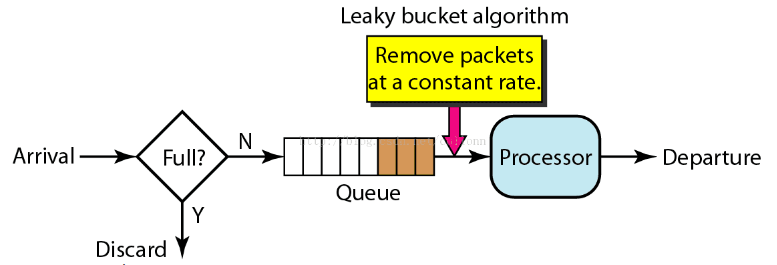 Leaky bucket algorithm
Remove packets
at a constant rate.
Arrival
Full?
N
Queue
Processor
Departure
Y
Discard